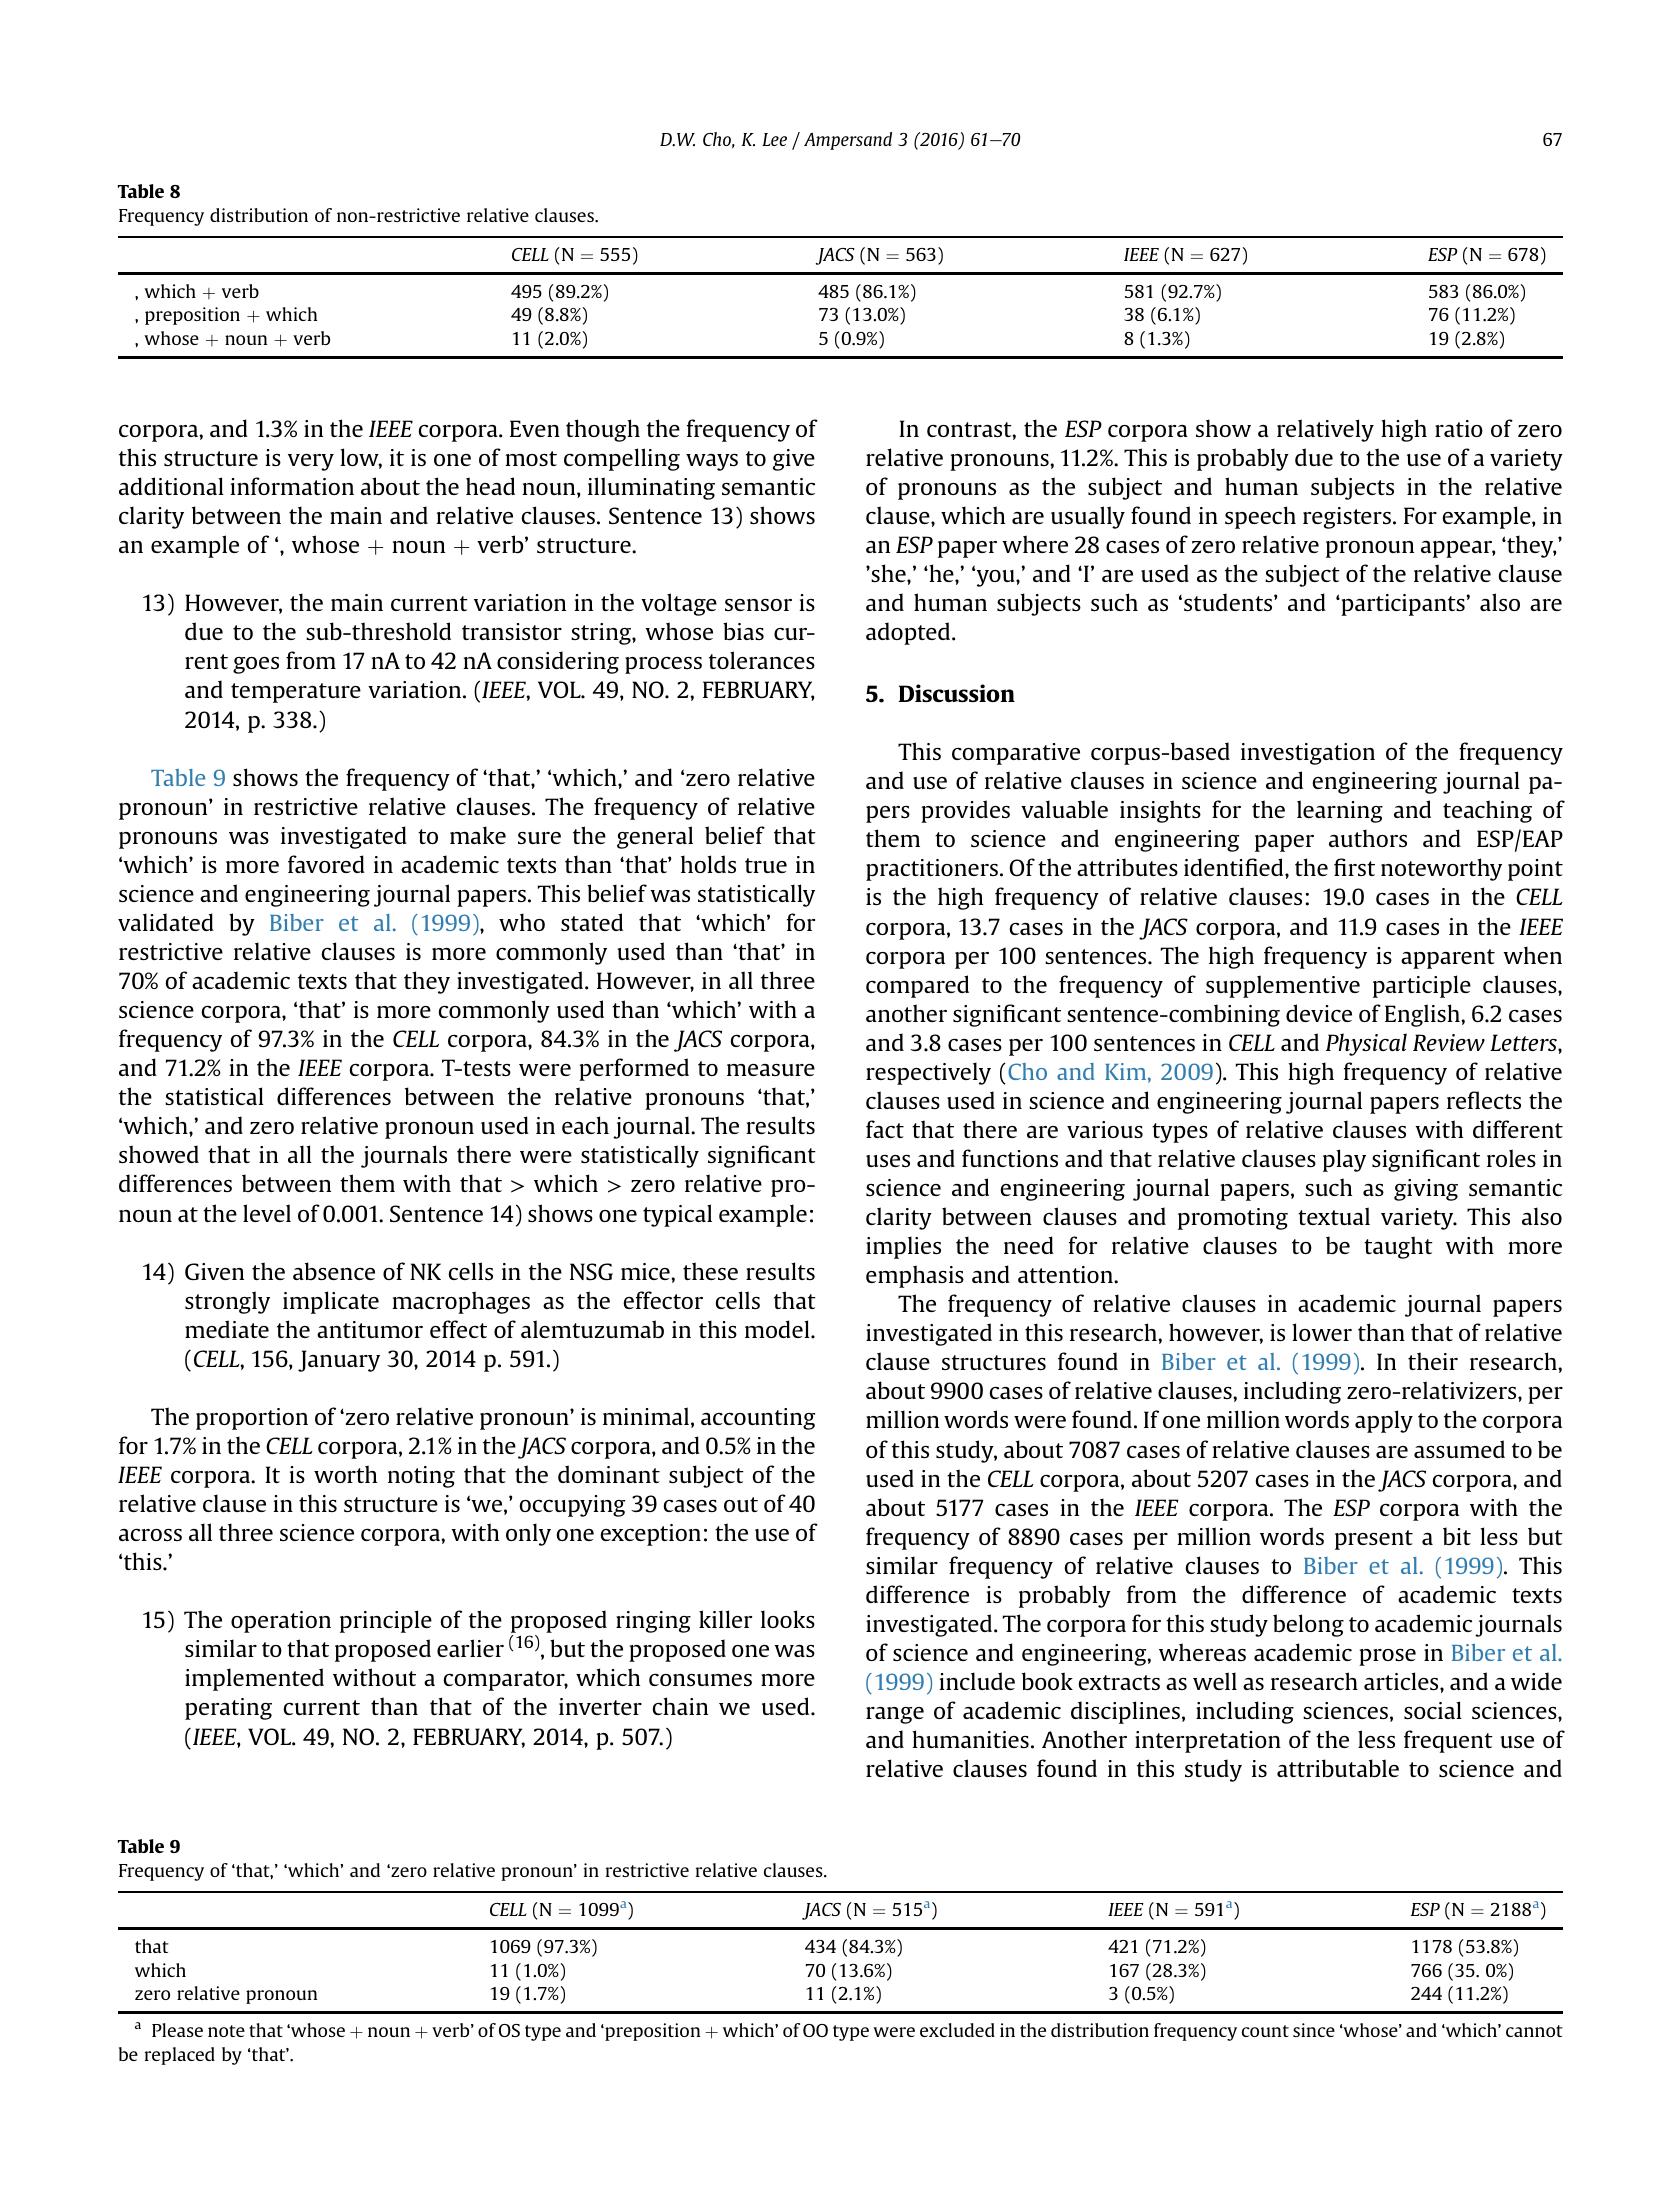 D.W. Cho, K. Lee / Ampersand 3 (2016) 61–70 67
Table 8
Frequency distribution of non-restrictive relative clauses.
CELL (N = 555) JACS (N = 563) IEEE (N = 627) ESP (N = 678)
, which + verb 495 (89.2%) 485 (86.1%) 581 (92.7%) 583 (86.0%)
, preposition + which 49 (8.8%) 73 (13.0%) 38 (6.1%) 76 (11.2%)
, whose + noun + verb 11 (2.0%) 5 (0.9%) 8 (1.3%) 19 (2.8%)
corpora, and 1.3% in the IEEE corpora. Even though the frequency of
this structure is very low, it is one of most compelling ways to give
additional information about the head noun, illuminating semantic
clarity between the main and relative clauses. Sentence 13) shows
an example of ‘, whose + noun + verb’ structure.
13) However, the main current variation in the voltage sensor is
due to the sub-threshold transistor string, whose bias cur-
rent goes from 17 nA to 42 nA considering process tolerances
and temperature variation. (IEEE, VOL. 49, NO. 2, FEBRUARY,
2014, p. 338.)
Table 9 shows the frequency of ‘that,’ ‘which,’ and ‘zero relative
pronoun’ in restrictive relative clauses. The frequency of relative
pronouns was investigated to make sure the general belief that
‘which’ is more favored in academic texts than ‘that’ holds true in
science and engineering journal papers. This belief was statistically
validated by Biber et al. (1999), who stated that ‘which’ for
restrictive relative clauses is more commonly used than ‘that’ in
70% of academic texts that they investigated. However, in all three
science corpora, ‘that’ is more commonly used than ‘which’ with a
frequency of 97.3% in the CELL corpora, 84.3% in the JACS corpora,
and 71.2% in the IEEE corpora. T-tests were performed to measure
the statistical differences between the relative pronouns ‘that,’
‘which,’ and zero relative pronoun used in each journal. The results
showed that in all the journals there were statistically significant
differences between them with that > which > zero relative pro-
noun at the level of 0.001. Sentence 14) shows one typical example:
14) Given the absence of NK cells in the NSG mice, these results
strongly implicate macrophages as the effector cells that
mediate the antitumor effect of alemtuzumab in this model.
(CELL, 156, January 30, 2014 p. 591.)
The proportion of ‘zero relative pronoun’ is minimal, accounting
for 1.7% in the CELL corpora, 2.1% in the JACS corpora, and 0.5% in the
IEEE corpora. It is worth noting that the dominant subject of the
relative clause in this structure is ‘we,’ occupying 39 cases out of 40
across all three science corpora, with only one exception: the use of
‘this.’
15) The operation principle of the proposed ringing killer looks
similar to that proposed earlier (16), but the proposed one was
implemented without a comparator, which consumes more
perating current than that of the inverter chain we used.
(IEEE, VOL. 49, NO. 2, FEBRUARY, 2014, p. 507.)
In contrast, the ESP corpora show a relatively high ratio of zero
relative pronouns, 11.2%. This is probably due to the use of a variety
of pronouns as the subject and human subjects in the relative
clause, which are usually found in speech registers. For example, in
an ESP paper where 28 cases of zero relative pronoun appear, ‘they,’
’she,’ ‘he,’ ‘you,’ and ‘I’ are used as the subject of the relative clause
and human subjects such as ‘students’ and ‘participants’ also are
adopted.
5. Discussion
This comparative corpus-based investigation of the frequency
and use of relative clauses in science and engineering journal pa-
pers provides valuable insights for the learning and teaching of
them to science and engineering paper authors and ESP/EAP
practitioners. Of the attributes identified, the first noteworthy point
is the high frequency of relative clauses: 19.0 cases in the CELL
corpora, 13.7 cases in the JACS corpora, and 11.9 cases in the IEEE
corpora per 100 sentences. The high frequency is apparent when
compared to the frequency of supplementive participle clauses,
another significant sentence-combining device of English, 6.2 cases
and 3.8 cases per 100 sentences in CELL and Physical Review Letters,
respectively (Cho and Kim, 2009). This high frequency of relative
clauses used in science and engineering journal papers reflects the
fact that there are various types of relative clauses with different
uses and functions and that relative clauses play significant roles in
science and engineering journal papers, such as giving semantic
clarity between clauses and promoting textual variety. This also
implies the need for relative clauses to be taught with more
emphasis and attention.
The frequency of relative clauses in academic journal papers
investigated in this research, however, is lower than that of relative
clause structures found in Biber et al. (1999). In their research,
about 9900 cases of relative clauses, including zero-relativizers, per
million words were found. If one million words apply to the corpora
of this study, about 7087 cases of relative clauses are assumed to be
used in the CELL corpora, about 5207 cases in the JACS corpora, and
about 5177 cases in the IEEE corpora. The ESP corpora with the
frequency of 8890 cases per million words present a bit less but
similar frequency of relative clauses to Biber et al. (1999). This
difference is probably from the difference of academic texts
investigated. The corpora for this study belong to academic journals
of science and engineering, whereas academic prose in Biber et al.
(1999) include book extracts as well as research articles, and a wide
range of academic disciplines, including sciences, social sciences,
and humanities. Another interpretation of the less frequent use of
relative clauses found in this study is attributable to science and
Table 9
Frequency of ‘that,’ ‘which’ and ‘zero relative pronoun’ in restrictive relative clauses.
CELL (N = 1099a) JACS (N = 515a) IEEE (N = 591a) ESP (N = 2188a)
that 1069 (97.3%) 434 (84.3%) 421 (71.2%) 1178 (53.8%)
which 11 (1.0%) 70 (13.6%) 167 (28.3%) 766 (35. 0%)
zero relative pronoun 19 (1.7%) 11 (2.1%) 3 (0.5%) 244 (11.2%)
a Please note that ‘whose + noun + verb’ of OS type and ‘preposition + which’ of OO type were excluded in the distribution frequency count since ‘whose’ and ‘which’ cannot
be replaced by ‘that’.